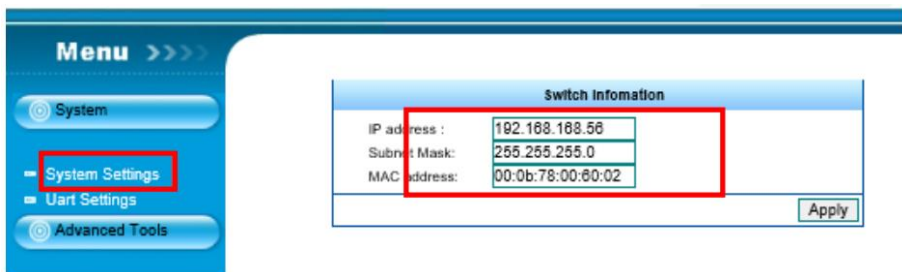 Menu >>>>
System
System Settings
Uart Settings
Advanced Tools
Switch Infomation
IP address : 192.168.168.56
Subnet Mask: 255.255.255.0
MAC address: 00:0b:78:00:60:02
Apply